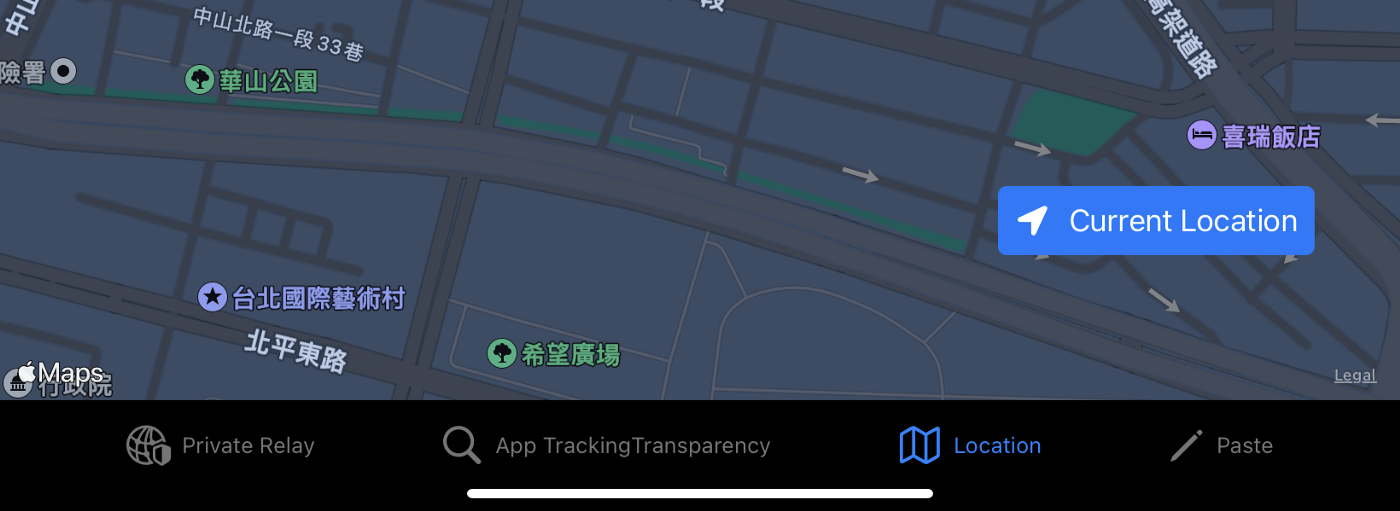 中山
中山北路一段33巷
段
高架道路
險署
華山公園
喜瑞飯店
Current Location
台北國際藝術村
北平東路
希望廣場
Maps
行政院
Legal
Private Relay
App TrackingTransparency
Location
Paste